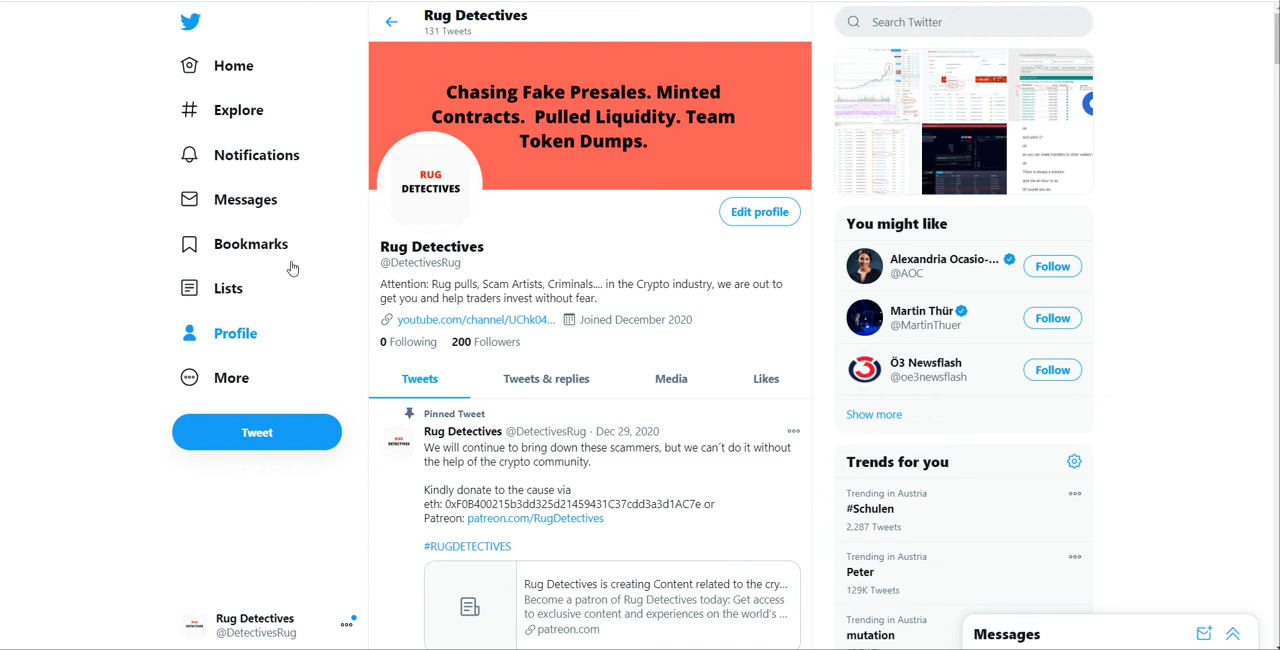 Rug Detectives
131 Tweets
Search Twitter
Home
Explore
Notifications
Messages
Bookmarks
Lists
Profile
More
Tweet
Rug Detectives
@DetectivesRug
Chasing Fake Presales. Minted
Contracts. Pulled Liquidity. Team
Token Dumps.
RUG
DETECTIVES
Edit profile
Rug Detectives
@DetectivesRug
Attention: Rug pulls, Scam Artists, Criminals.... in the Crypto industry, we are out to
get you and help traders invest without fear.
youtube.com/channel/UChk04... Joined December 2020
0 Following 200 Followers
Tweets Tweets & replies Media Likes
Pinned Tweet
RUG
DETECTIVES
Rug Detectives @DetectivesRug · Dec 29, 2020
We will continue to bring down these scammers, but we can´t do it without
the help of the crypto community.
Kindly donate to the cause via
eth: 0xF0B400215b3dd325d21459431C37cdd3a3d1AC7e or
Patreon: patreon.com/RugDetectives
#RUGDETECTIVES
Rug Detectives is creating Content related to the cry...
Become a patron of Rug Detectives today: Get access
to exclusive content and experiences on the world's ...
patreon.com
You might like
Alexandria Ocasio-...
@AOC
Follow
Martin Thür
@MartinThuer
Follow
Ö3 Newsflash
@oe3newsflash
Follow
Show more
Trends for you
Trending in Austria
#Schulen
2,287 Tweets
Trending in Austria
Peter
129K Tweets
Trending in Austria
mutation
Messages